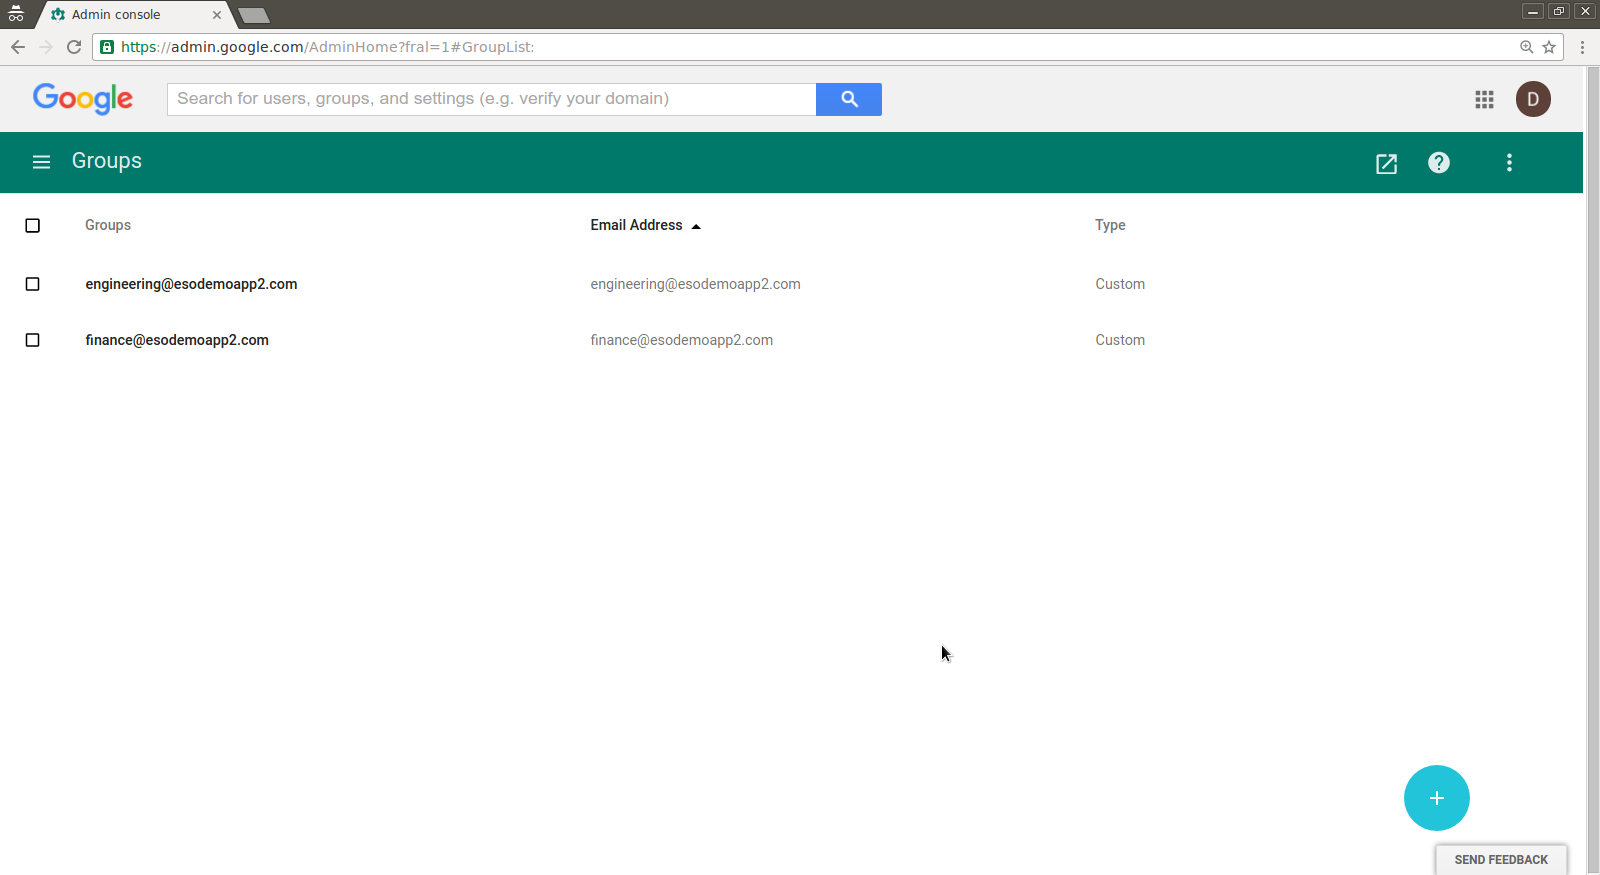 Admin console
https://admin.google.com/AdminHome?fral=1#GroupList:
Google
Search for users, groups, and settings (e.g. verify your domain)
D
Groups
Groups Email Address Type
engineering@esodemoapp2.com engineering@esodemoapp2.com Custom
finance@esodemoapp2.com finance@esodemoapp2.com Custom
SEND FEEDBACK